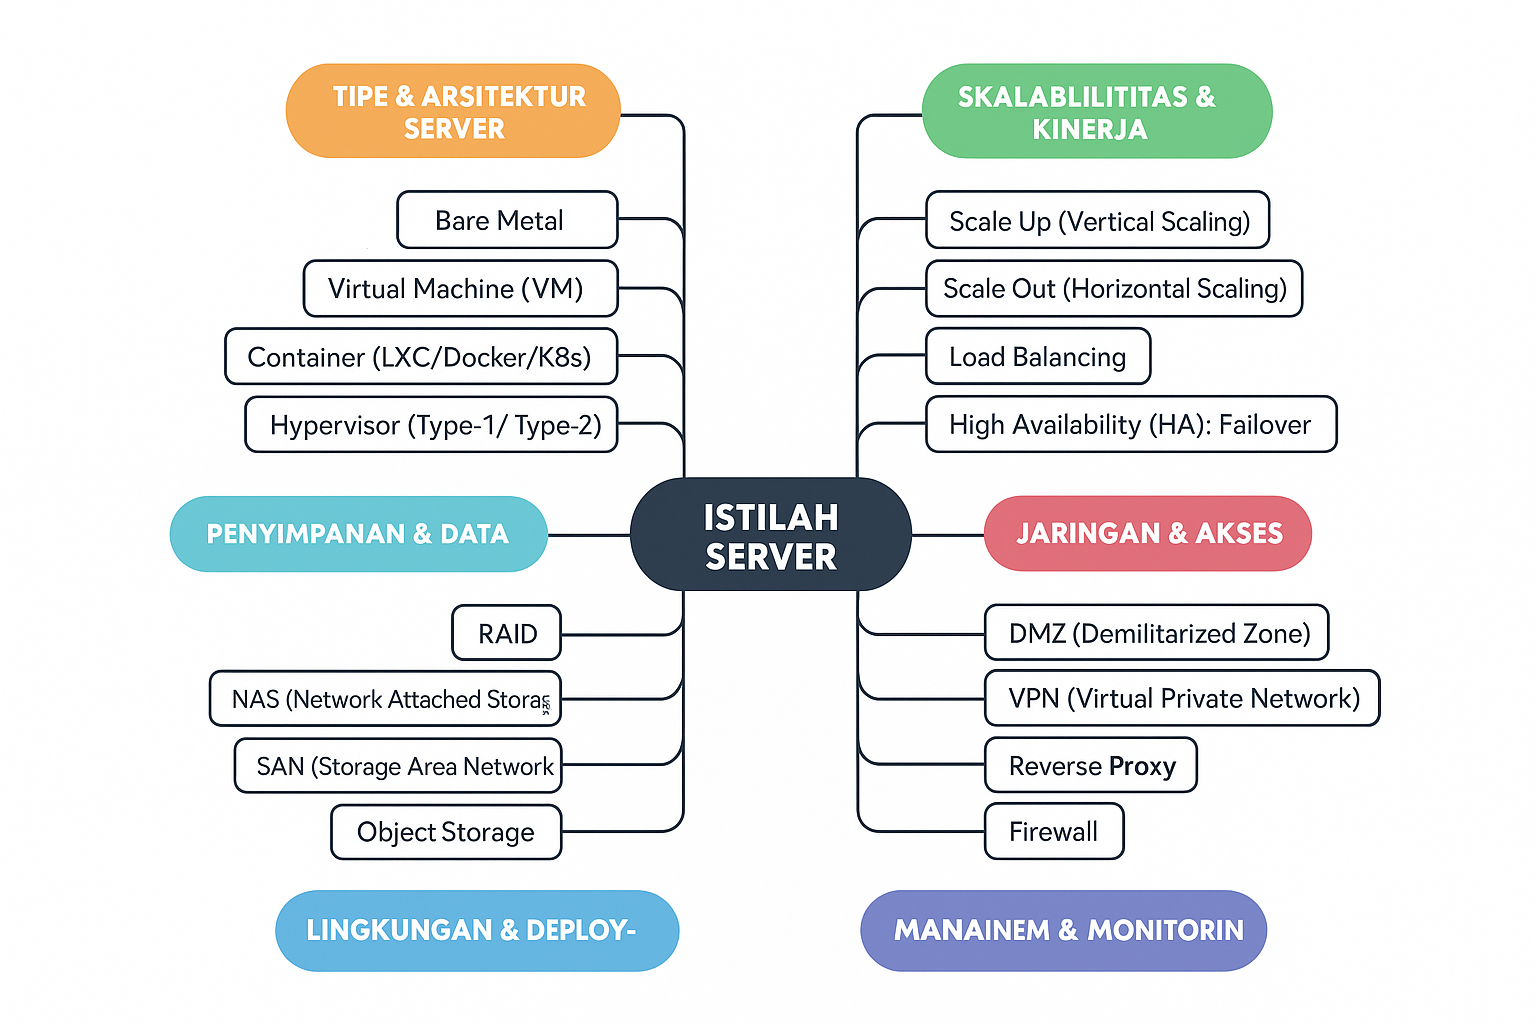 TIPE & ARSITEKTUR
SERVER
Bare Metal
Virtual Machine (VM)
Container (LXC/Docker/K8s)
Hypervisor (Type-1/ Type-2)
PENYIMPANAN & DATA
RAID
NAS (Network Attached Storag
SAN (Storage Area Network
Object Storage
LINGKUNGAN & DEPLOY-
ISTILAH
SERVER
SKALABLILITITAS &
KINERJA
Scale Up (Vertical Scaling)
Scale Out (Horizontal Scaling)
Load Balancing
High Availability (HA): Failover
JARINGAN & AKSES
DMZ (Demilitarized Zone)
VPN (Virtual Private Network)
Reverse Proxy
Firewall
MANAINEM & MONITORIN